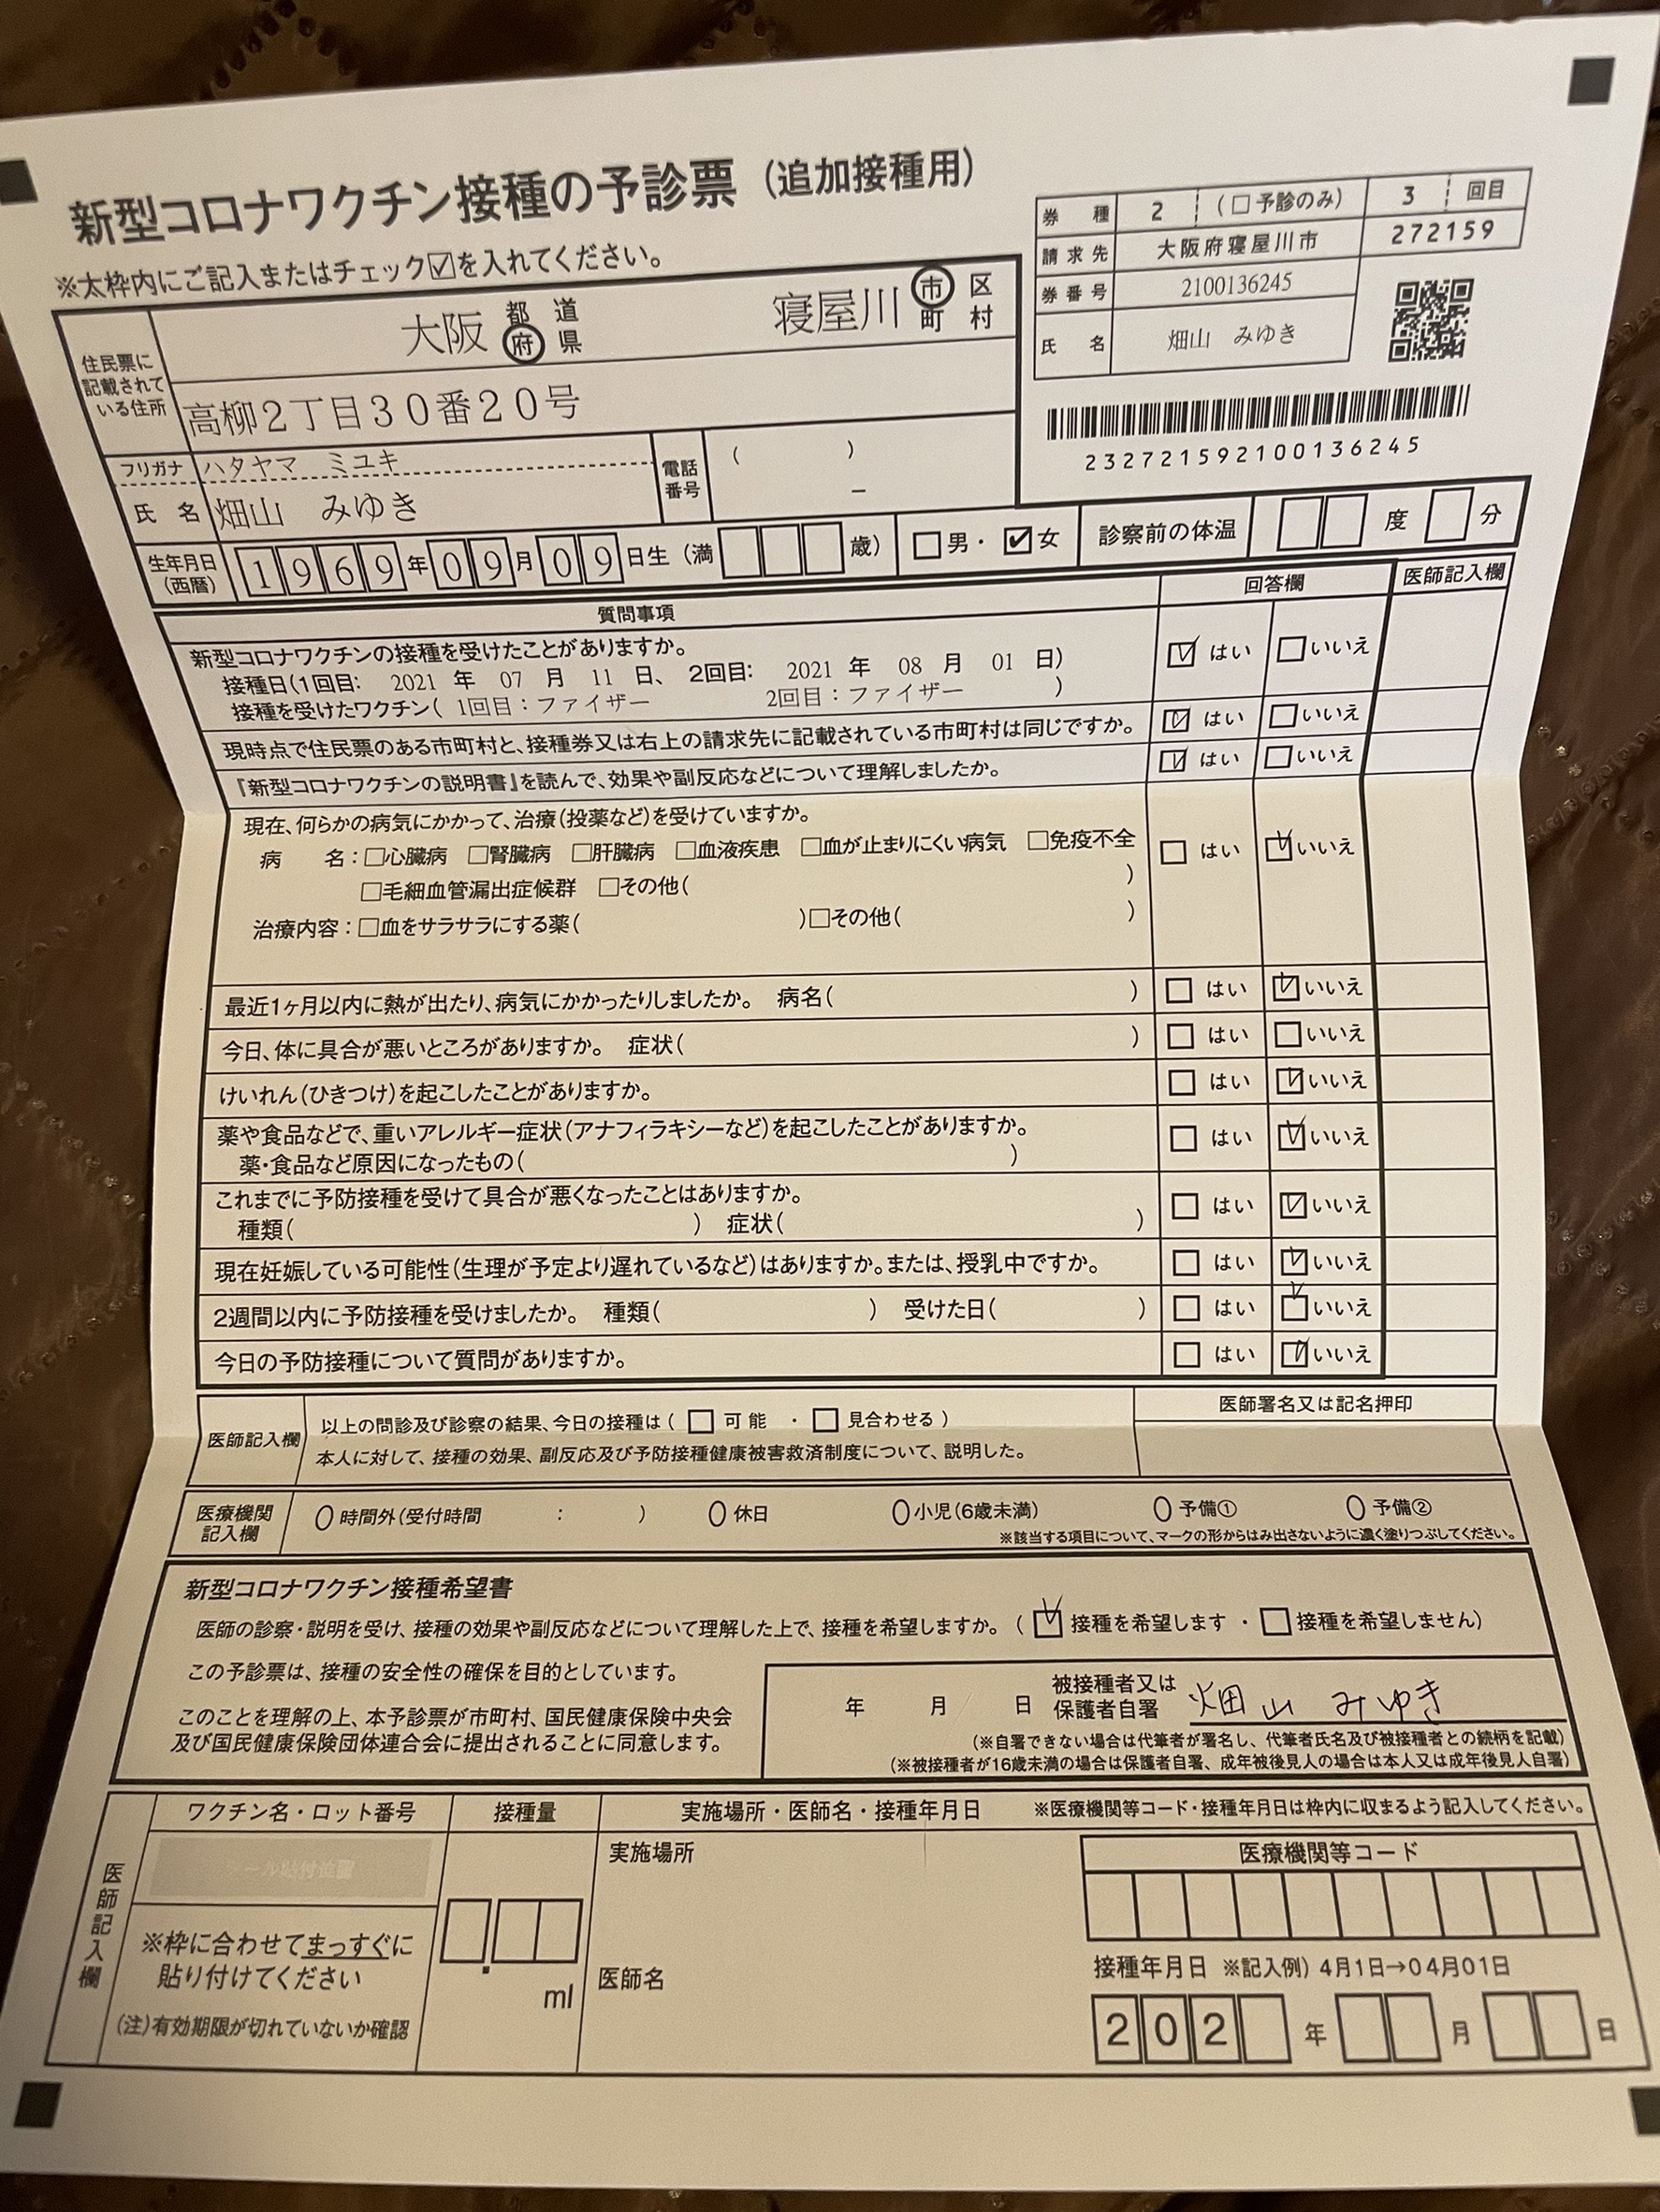 新型コロナワクチン接種の予診票（追加接種用）
※太枠内にご記入またはチェック☑を入れてください。
券種 2 （□予診のみ） 3 回目
請求先 大阪府寝屋川市 272159
券番号 2100136245
氏名 畑山 みゆき
232721592100136245
住民票に記載されている住所 大阪 都道府県 寝屋川 市区町村
高柳２丁目３０番２０号
フリガナ ハタヤマ ミユキ
氏名 畑山 みゆき 電話番号 （ ） －
生年月日（西暦） 1969年09月09日生（満 歳） □男・☑女 診察前の体温 度 分
質問事項 回答欄 医師記入欄
新型コロナワクチンの接種を受けたことがありますか。 ☑はい □いいえ
接種日(1回目: 2021 年 07 月 11 日、 2回目: 2021 年 08 月 01 日)
接種を受けたワクチン( 1回目：ファイザー 2回目：ファイザー )
現時点で住民票のある市町村と、接種券又は右上の請求先に記載されている市町村は同じですか。 ☑はい □いいえ
『新型コロナワクチンの説明書』を読んで、効果や副反応などについて理解しましたか。 ☑はい □いいえ
現在、何らかの病気にかかって、治療(投薬など)を受けていますか。 □はい ☑いいえ
病名：□心臓病 □腎臓病 □肝臓病 □血液疾患 □血が止まりにくい病気 □免疫不全
□毛細血管漏出症候群 □その他( )
治療内容：□血をサラサラにする薬( )□その他( )
最近1ヶ月以内に熱が出たり、病気にかかったりしましたか。 病名( ) □はい ☑いいえ
今日、体に具合が悪いところがありますか。 症状( ) □はい □いいえ
けいれん(ひきつけ)を起こしたことがありますか。 □はい ☑いいえ
薬や食品などで、重いアレルギー症状(アナフィラキシーなど)を起こしたことがありますか。 □はい ☑いいえ
薬・食品など原因になったもの( )
これまでに予防接種を受けて具合が悪くなったことはありますか。 □はい ☑いいえ
種類( ) 症状( )
現在妊娠している可能性(生理が予定より遅れているなど)はありますか。または、授乳中ですか。 □はい ☑いいえ
2週間以内に予防接種を受けましたか。 種類( ) 受けた日( ) □はい ☑いいえ
今日の予防接種について質問がありますか。 □はい ☑いいえ
医師記入欄 以上の問診及び診察の結果、今日の接種は（ □ 可能 ・ □ 見合わせる ） 医師署名又は記名押印
本人に対して、接種の効果、副反応及び予防接種健康被害救済制度について、説明した。
医療機関記入欄 ○時間外(受付時間 ： ) ○休日 ○小児(6歳未満) ○予備① ○予備②
※該当する項目について、マークの形からはみ出さないように濃く塗りつぶしてください。
新型コロナワクチン接種希望書
医師の診察・説明を受け、接種の効果や副反応などについて理解した上で、接種を希望しますか。（ ☑ 接種を希望します ・ □ 接種を希望しません）
この予診票は、接種の安全性の確保を目的としています。
このことを理解の上、本予診票が市町村、国民健康保険中央会
及び国民健康保険団体連合会に提出されることに同意します。
年 月 日 被接種者又は保護者自署 畑山 みゆき
（※自署できない場合は代筆者が署名し、代筆者氏名及び被接種者との続柄を記載）
（※被接種者が16歳未満の場合は保護者自署、成年被後見人の場合は本人又は成年後見人自署）
医師記入欄
ワクチン名・ロット番号 接種量 実施場所・医師名・接種年月日 ※医療機関等コード・接種年月日は枠内に収まるよう記入してください。
実施場所 医療機関等コード
※枠に合わせてまっすぐに
貼り付けてください
(注)有効期限が切れていないか確認
. ml
医師名
接種年月日 ※記入例）4月1日→04月01日
202 年 月 日